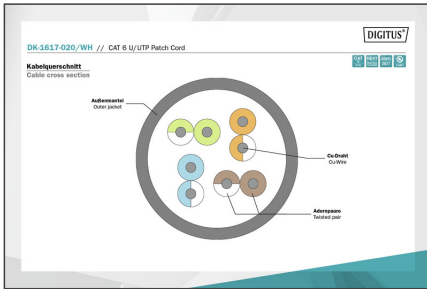 DIGITUS®
DK-1617-020/WH // CAT 6 U/UTP Patch Cord
Kabelquerschnitt
Cable cross section
Außenmantel
Outer jacket
Cu-Draht
Cu-Wire
Adernpaare
Twisted pair